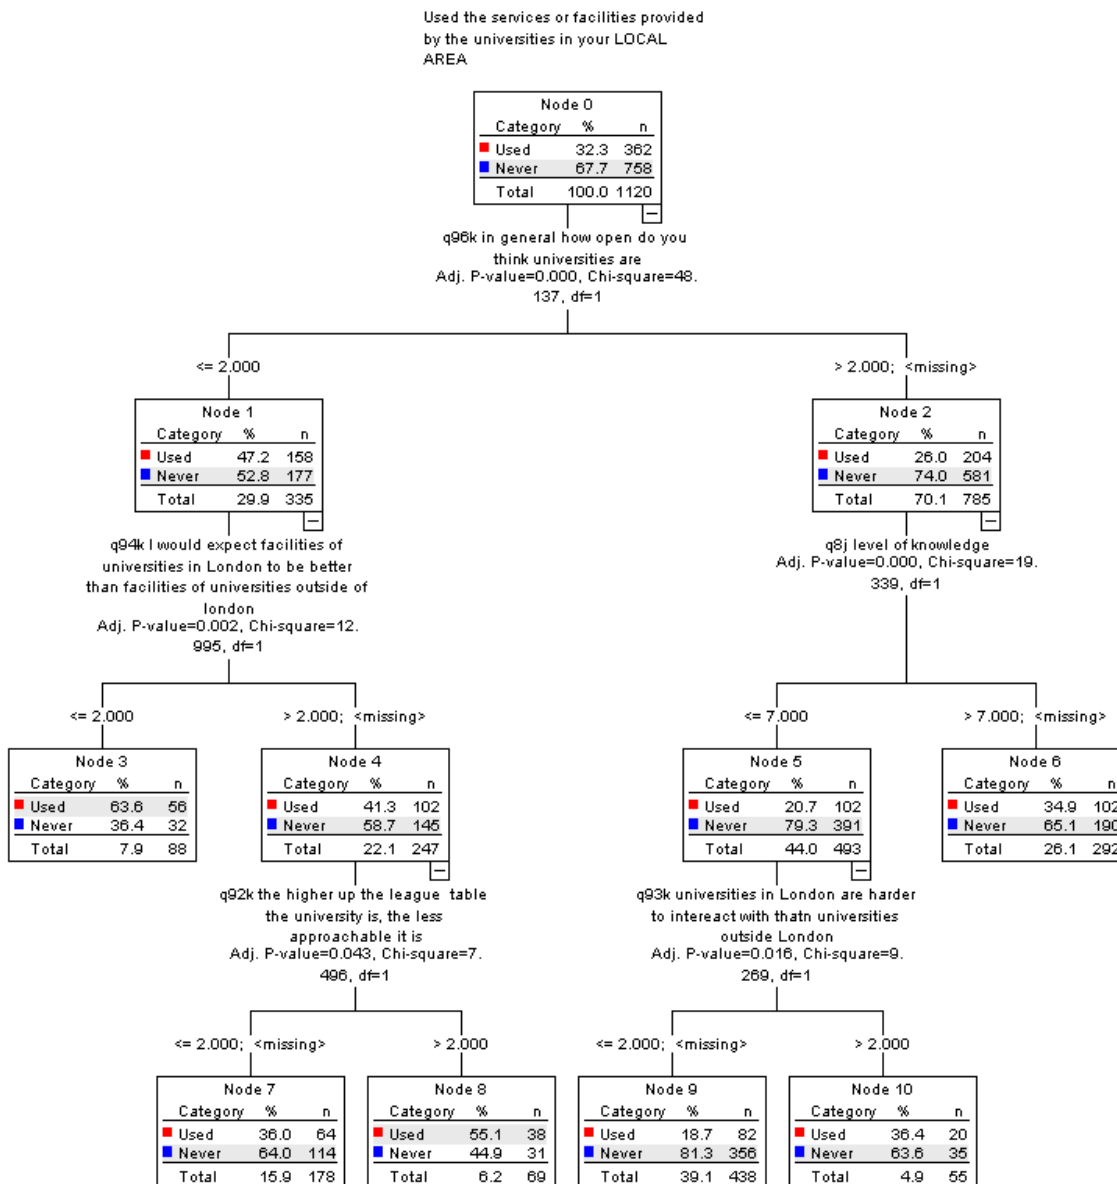 Used the services or facilities provided
by the universities in your LOCAL
AREA
Node 0
Category % n
Used 32.3 362
Never 67.7 758
Total 100.0 1120
q96k in general how open do you
think universities are
Adj. P-value=0.000, Chi-square=48.
137, df=1
<= 2.000
> 2.000; <missing>
Node 1
Category % n
Used 47.2 158
Never 52.8 177
Total 29.9 335
Node 2
Category % n
Used 26.0 204
Never 74.0 581
Total 70.1 785
q94k I would expect facilities of
universities in London to be better
than facilities of universities outside of
london
Adj. P-value=0.002, Chi-square=12.
995, df=1
q8j level of knowledge
Adj. P-value=0.000, Chi-square=19.
339, df=1
<= 2.000
> 2.000; <missing>
<= 7.000
> 7.000; <missing>
Node 3
Category % n
Used 63.6 56
Never 36.4 32
Total 7.9 88
Node 4
Category % n
Used 41.3 102
Never 58.7 145
Total 22.1 247
Node 5
Category % n
Used 20.7 102
Never 79.3 391
Total 44.0 493
Node 6
Category % n
Used 34.9 102
Never 65.1 190
Total 26.1 292
q92k the higher up the league table
the university is, the less
approachable it is
Adj. P-value=0.043, Chi-square=7.
496, df=1
q93k universities in London are harder
to intereact with thatn universities
outside London
Adj. P-value=0.016, Chi-square=9.
269, df=1
<= 2.000; <missing>
> 2.000
<= 2.000; <missing>
> 2.000
Node 7
Category % n
Used 36.0 64
Never 64.0 114
Total 15.9 178
Node 8
Category % n
Used 55.1 38
Never 44.9 31
Total 6.2 69
Node 9
Category % n
Used 18.7 82
Never 81.3 356
Total 39.1 438
Node 10
Category % n
Used 36.4 20
Never 63.6 35
Total 4.9 55